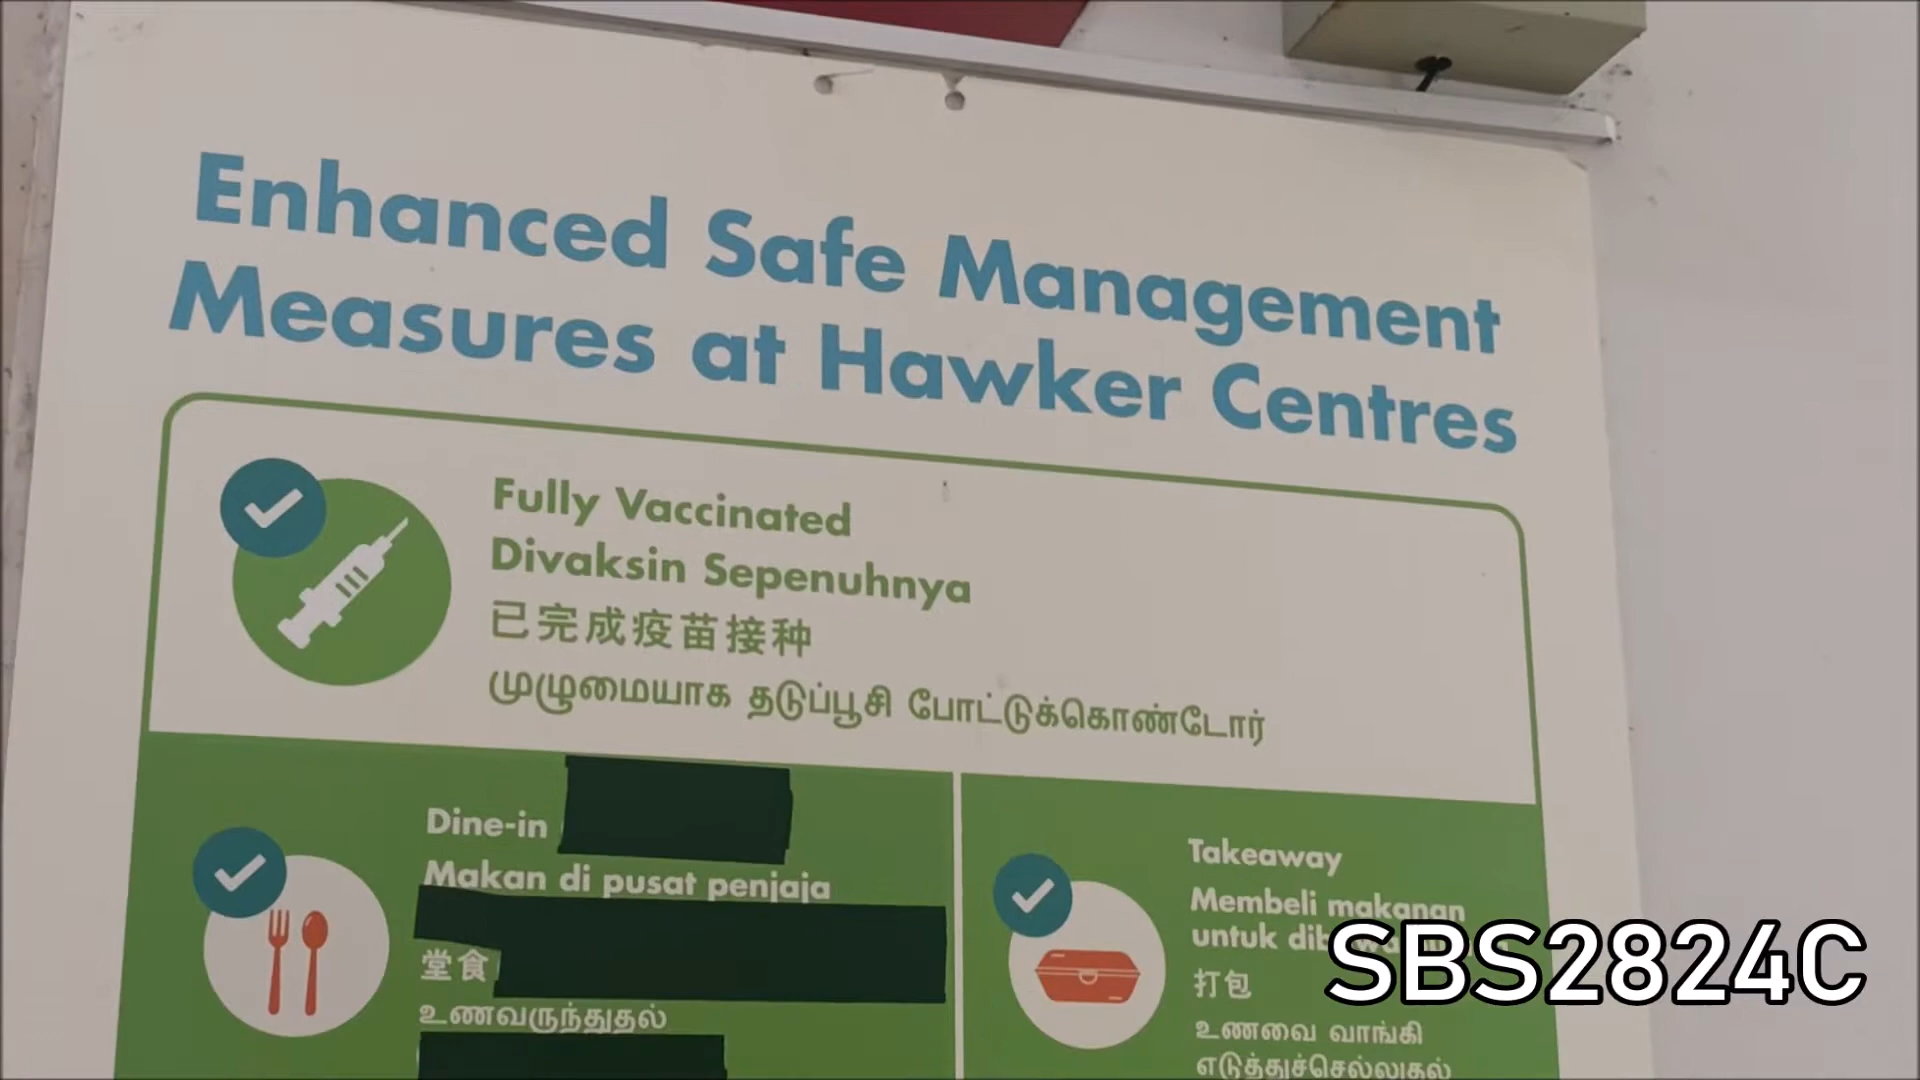 Enhanced Safe Management
Measures at Hawker Centres
Fully Vaccinated
Divaksin Sepenuhnya
已完成疫苗接种
முழுமையாக தடுப்பூசி போட்டுக்கொண்டோர்
Dine-in
Makan di pusat penjaja
堂食
உணவருந்துதல்
Takeaway
Membeli makanan
untuk
打包
உணவை வாங்கி
எடுத்துச்செல்லுதல்
SBS2824C